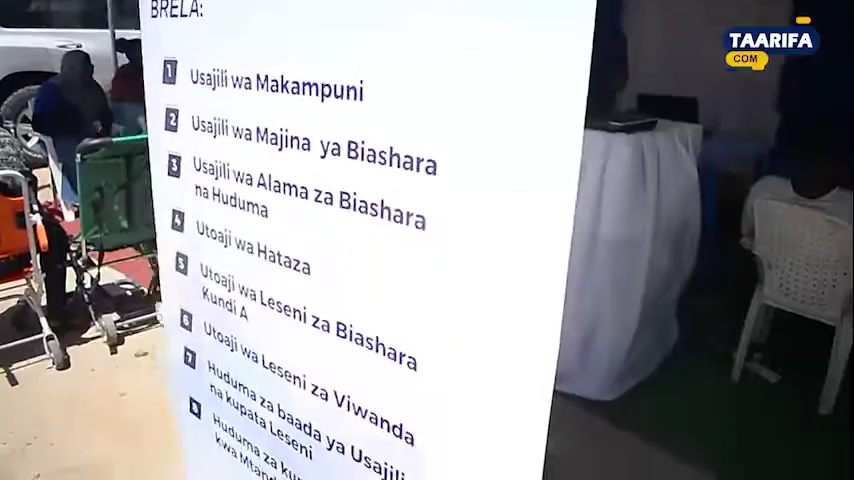 BRELA:
TAARIFA
COM
1 Usajili wa Makampuni
2 Usajili wa Majina ya Biashara
3 Usajili wa Alama za Biashara
na Huduma
4 Utoaji wa Hataza
5 Utoaji wa Leseni za Biashara
Kundi A
6 Utoaji wa Leseni za Viwanda
7 Huduma za baada ya Usajili
na kupata Leseni
8 Huduma za
kwa